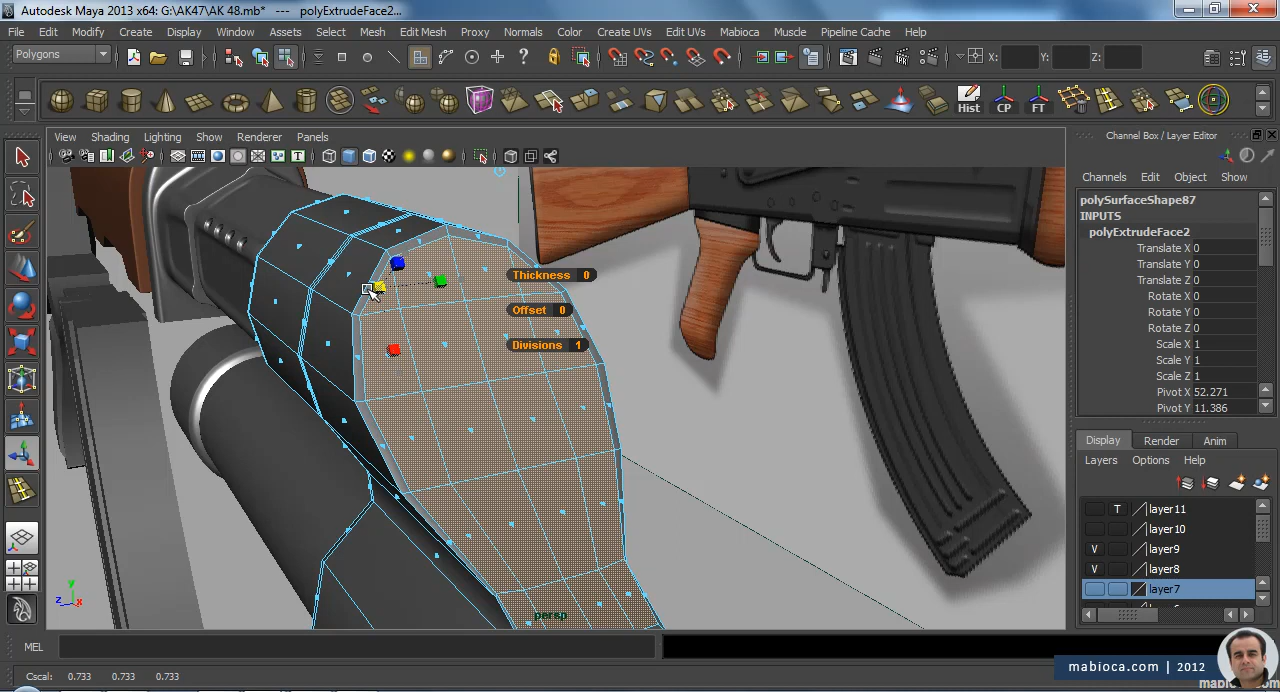 Autodesk Maya 2013 x64: G:\AK47\AK 48.mb*   ---   polyExtrudeFace2...
File Edit Modify Create Display Window Assets Select Mesh Edit Mesh Proxy Normals Color Create UVs Edit UVs Mabioca Muscle Pipeline Cache Help
Polygons X: Y: Z:
Hist CP FT
View Shading Lighting Show Renderer Panels
Channel Box / Layer Editor
Channels Edit Object Show
polySurfaceShape87
INPUTS
polyExtrudeFace2
Translate X 0
Translate Y 0
Translate Z 0
Rotate X 0
Rotate Y 0
Rotate Z 0
Scale X 1
Scale Y 1
Scale Z 1
Pivot X 52.271
Pivot Y 11.386
Thickness 0
Offset 0
Divisions 1
Display Render Anim
Layers Options Help
T layer11
layer10
V layer9
V layer8
layer7
y
z x
persp
MEL
mabioca.com | 2012
Cscal: 0.733 0.733 0.733